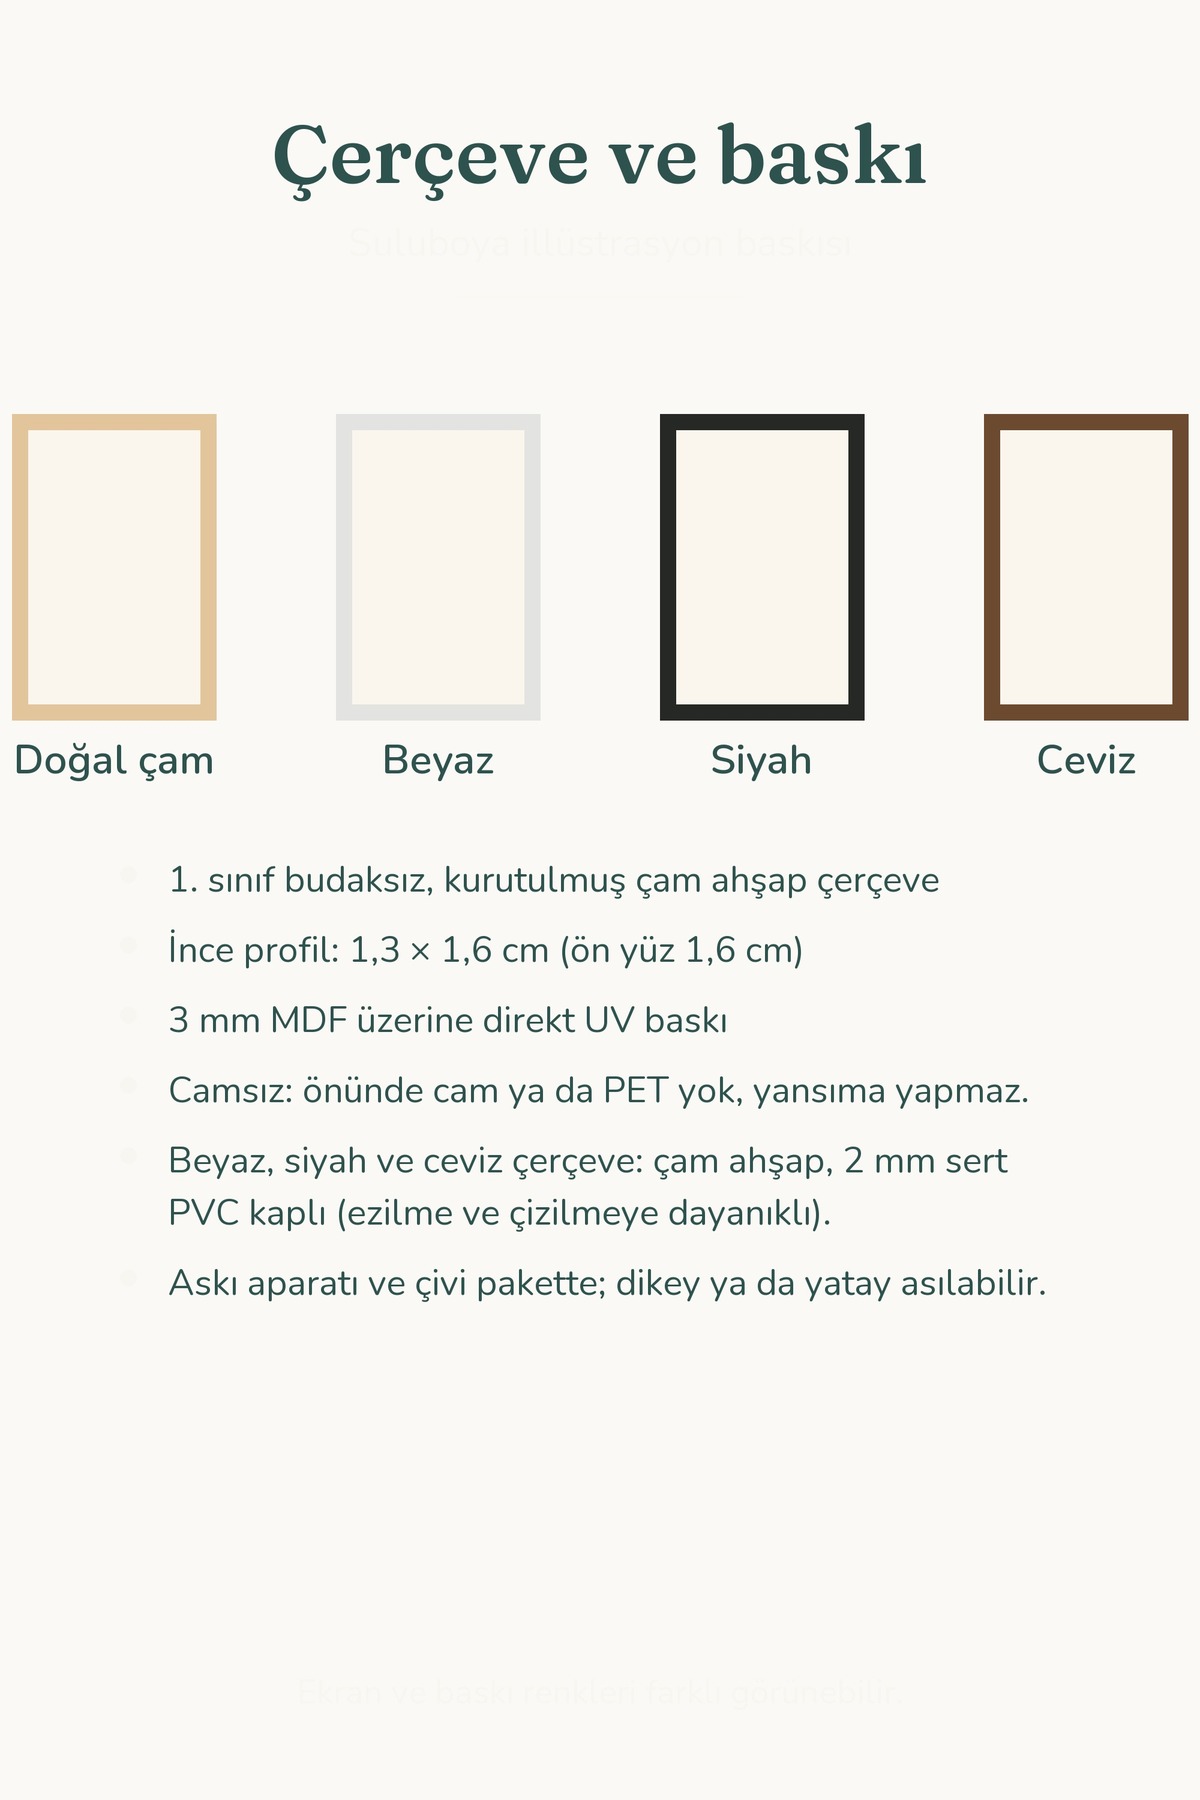 Çerçeve ve baskı
Suluboya illüstrasyon baskısı
Doğal çam
Beyaz
Siyah
Ceviz
1. sınıf budaksız, kurutulmuş çam ahşap çerçeve
İnce profil: 1,3 × 1,6 cm (ön yüz 1,6 cm)
3 mm MDF üzerine direkt UV baskı
Camsız: önünde cam ya da PET yok, yansıma yapmaz.
Beyaz, siyah ve ceviz çerçeve: çam ahşap, 2 mm sert
PVC kaplı (ezilme ve çizilmeye dayanıklı).
Askı aparatı ve çivi pakette; dikey ya da yatay asılabilir.
Ekran ve baskı renkleri farklı görünebilir.